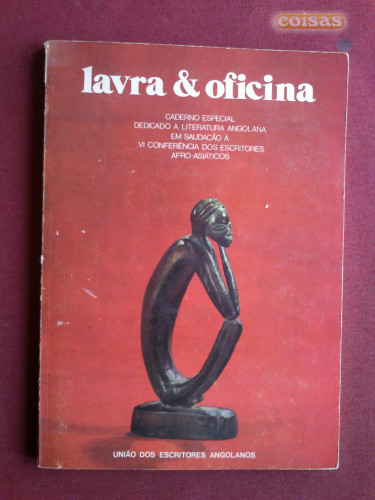 coisas
lavra & oficina
CADERNO ESPECIAL
DEDICADO À LITERATURA ANGOLANA
EM SAUDAÇÃO À
VI CONFERÊNCIA DOS ESCRITORES
AFRO-ASIÁTICOS
UNIÃO DOS ESCRITORES ANGOLANOS